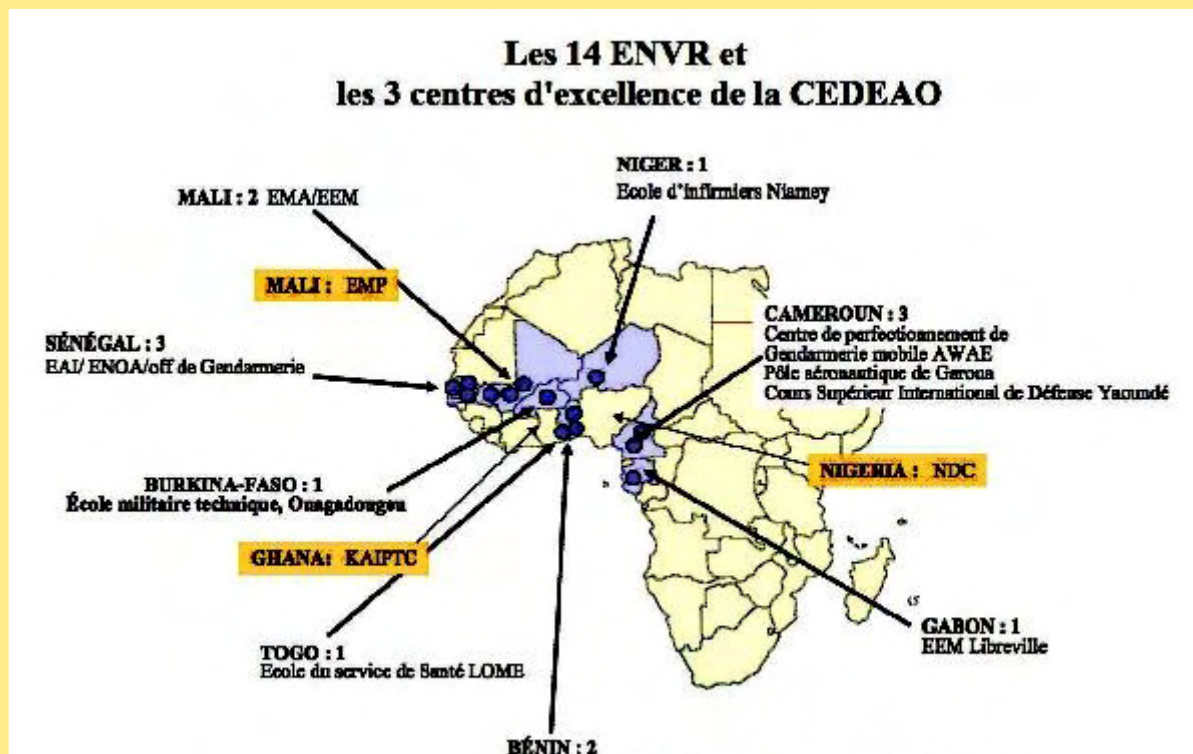 Les 14 ENVR et
les 3 centres d'excellence de la CEDEAO
NIGER : 1
Ecole d'infirmiers Niamey
MALI : 2 EMA/EEM
MALI : EMP
SÉNÉGAL : 3
EAI/ ENOA/off de Gendarmerie
CAMEROUN : 3
Centre de perfectionnement de
Gendarmerie mobile AWAE
Pôle aéronautique de Garoua
Cours Supérieur International de Défense Yaoundé
NIGERIA : NDC
BURKINA-FASO : 1
École militaire technique, Ouagadougou
GHANA: KAIPTC
TOGO : 1
Ecole du service de Santé LOME
GABON : 1
EEM Libreville
BÉNIN : 2